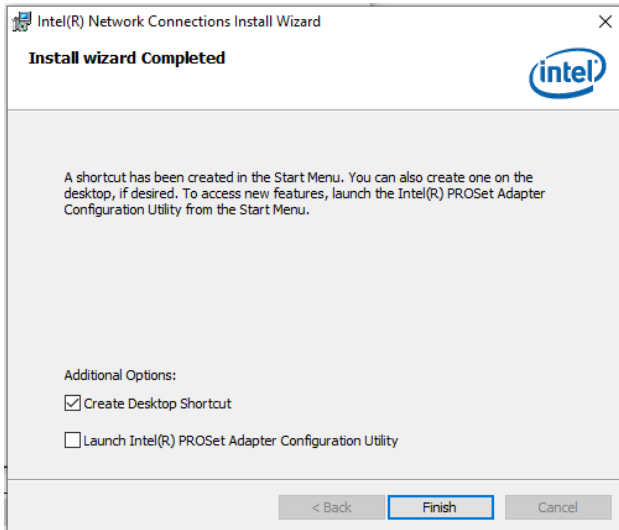 Intel(R) Network Connections Install Wizard
Install wizard Completed
intel
A shortcut has been created in the Start Menu. You can also create one on the
desktop, if desired. To access new features, launch the Intel(R) PROSet Adapter
Configuration Utility from the Start Menu.
Additional Options:
Create Desktop Shortcut
Launch Intel(R) PROSet Adapter Configuration Utility
< Back
Finish
Cancel